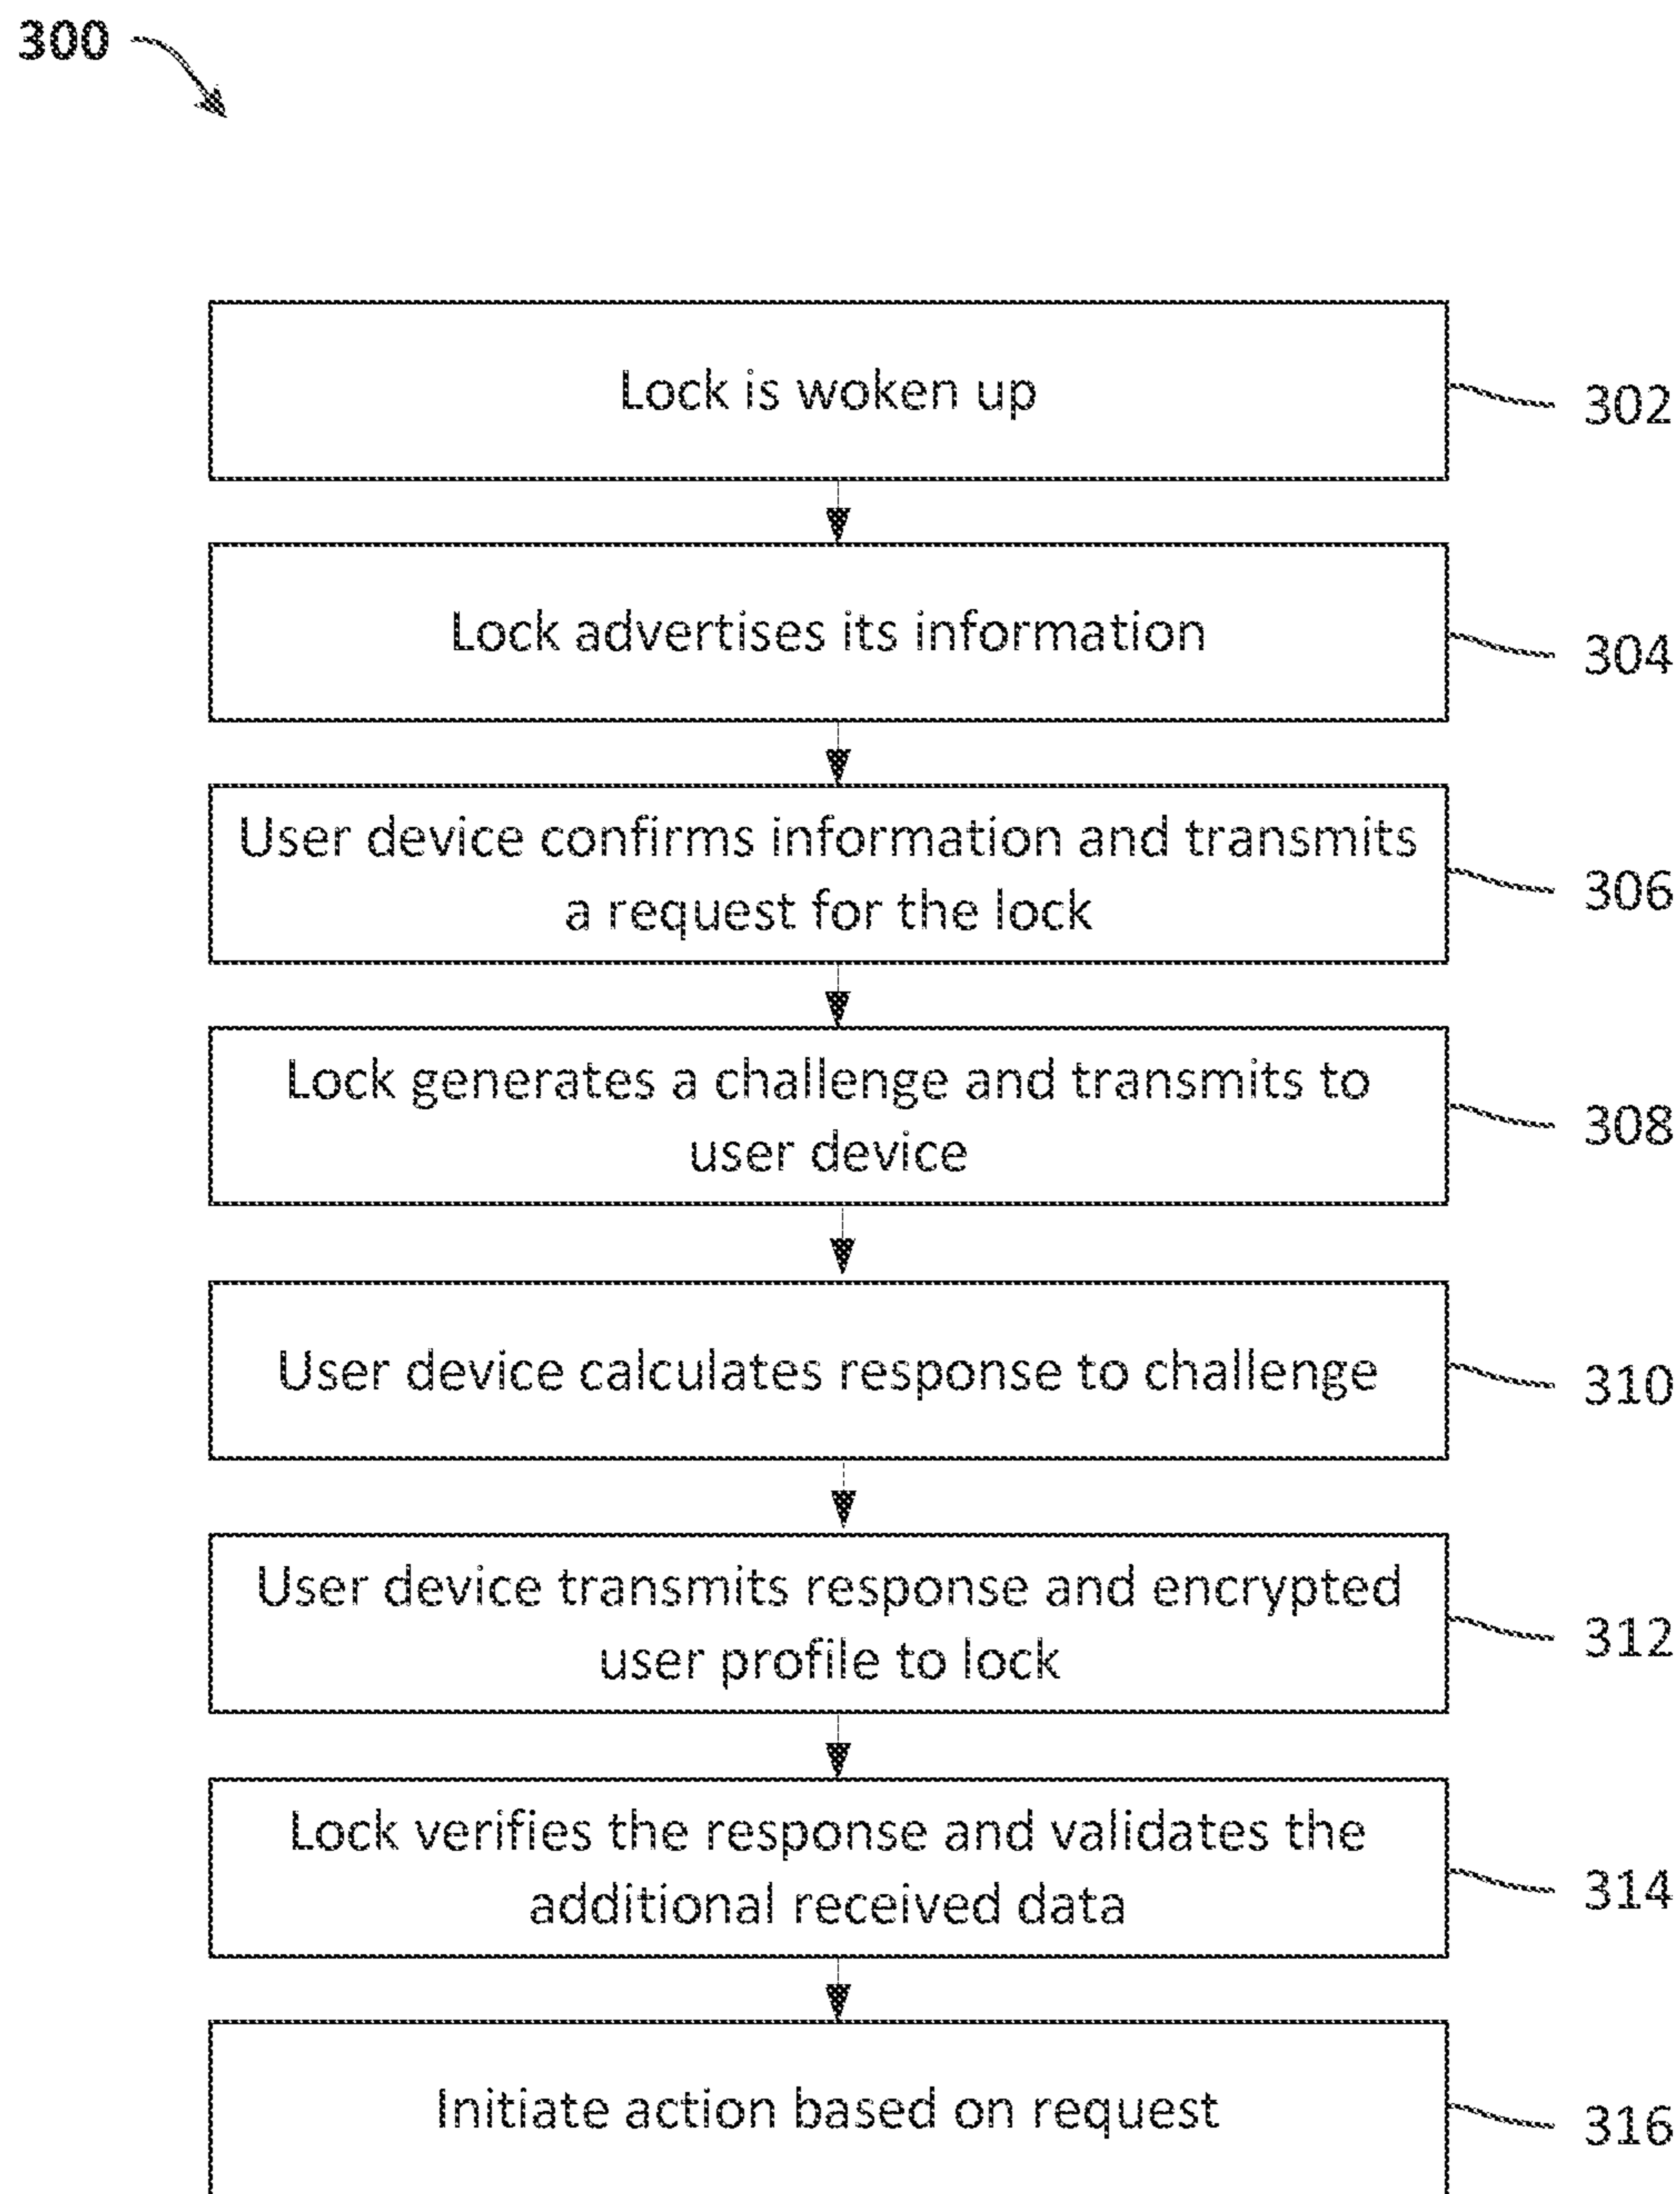 300
Lock is woken up
302
Lock advertises its information
304
User device confirms information and transmits
a request for the lock
306
Lock generates a challenge and transmits to
user device
308
User device calculates response to challenge
310
User device transmits response and encrypted
user profile to lock
312
Lock verifies the response and validates the
additional received data
314
Initiate action based on request
316